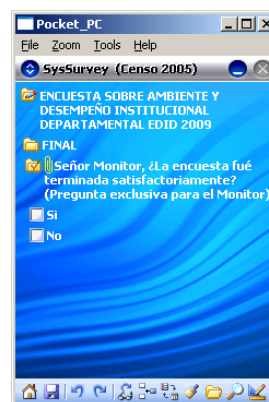 Pocket_PC
File Zoom Tools Help
SysSurvey (Censo 2005)
ENCUESTA SOBRE AMBIENTE Y
DESEMPEÑO INSTITUCIONAL
DEPARTAMENTAL EDID 2009
FINAL
Señor Monitor, ¿La encuesta fué
terminada satisfactoriamente?
(Pregunta exclusiva para el Monitor)
Si
No